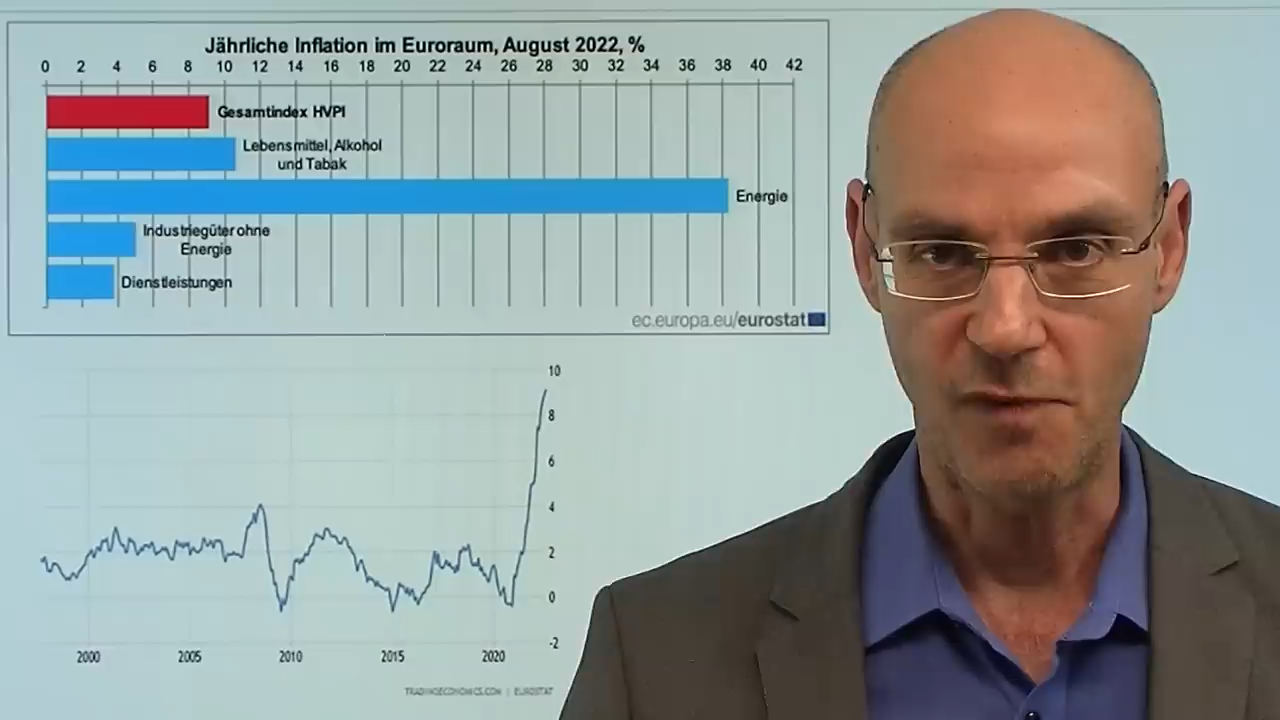 Jährliche Inflation im Euroraum, August 2022, %
0 2 4 6 8 10 12 14 16 18 20 22 24 26 28 30 32 34 36 38 40 42
Gesamtindex HVPI
Lebensmittel, Alkohol
und Tabak
Energie
Industriegüter ohne
Energie
Dienstleistungen
ec.europa.eu/eurostat
10
8
6
4
2
0
-2
2000 2005 2010 2015 2020
TRADINGECONOMICS.COM | EUROSTAT